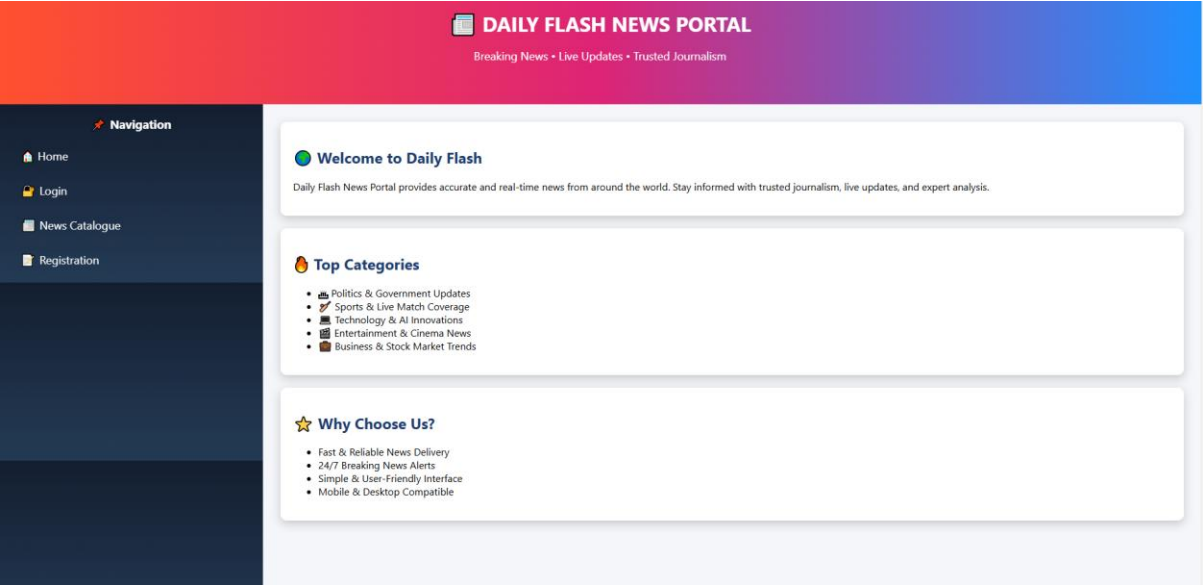 DAILY FLASH NEWS PORTAL
Breaking News • Live Updates • Trusted Journalism
Navigation
Home
Login
News Catalogue
Registration
Welcome to Daily Flash
Daily Flash News Portal provides accurate and real-time news from around the world. Stay informed with trusted journalism, live updates, and expert analysis.
Top Categories
• Politics & Government Updates
• Sports & Live Match Coverage
• Technology & AI Innovations
• Entertainment & Cinema News
• Business & Stock Market Trends
Why Choose Us?
• Fast & Reliable News Delivery
• 24/7 Breaking News Alerts
• Simple & User-Friendly Interface
• Mobile & Desktop Compatible